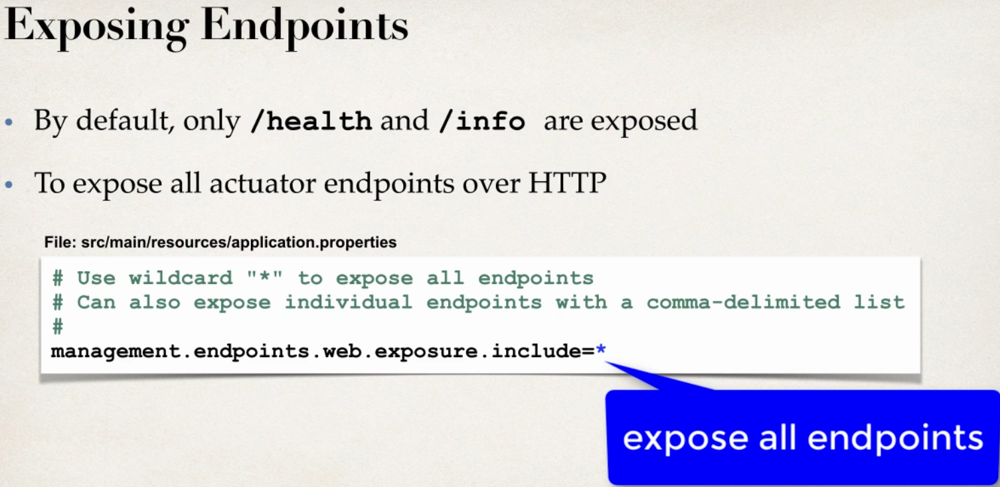 Exposing Endpoints
• By default, only /health and /info are exposed
• To expose all actuator endpoints over HTTP
File: src/main/resources/application.properties
# Use wildcard "*" to expose all endpoints
# Can also expose individual endpoints with a comma-delimited list
#
management.endpoints.web.exposure.include=*
expose all endpoints